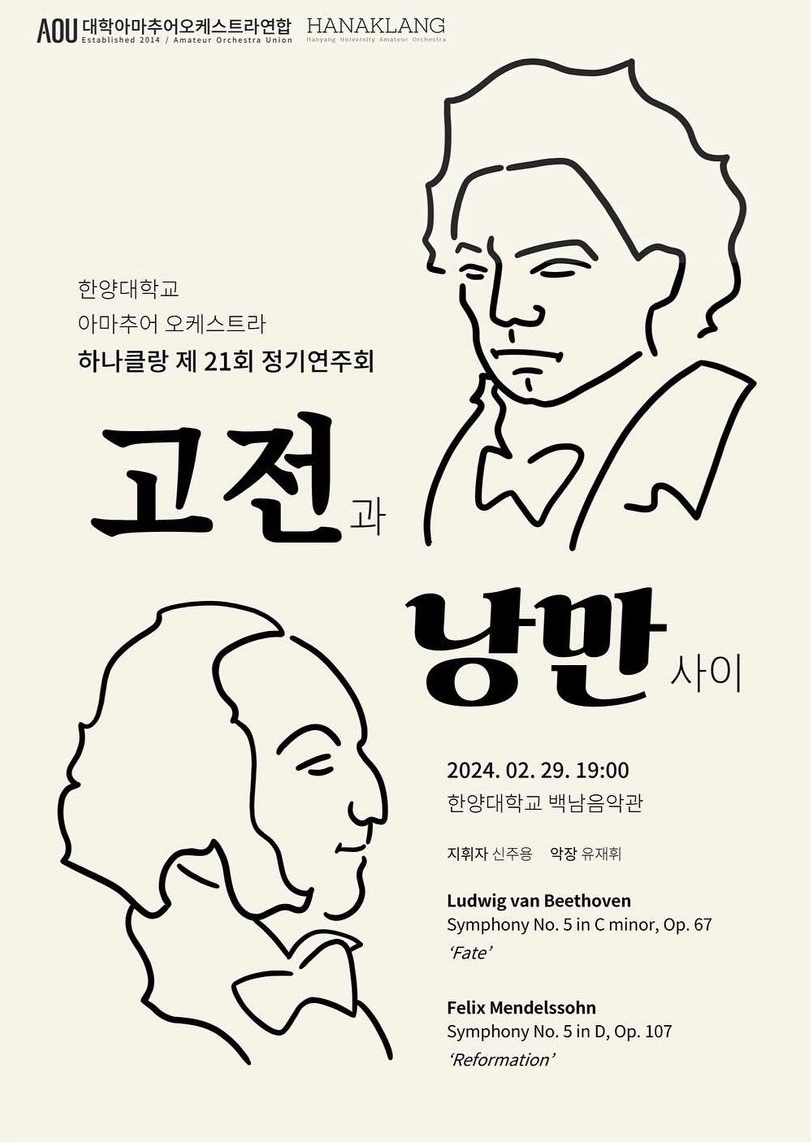 AOU 대학아마추어오케스트라연합
Established 2014 / Amateur Orchestra Union
HANAKLANG
Hanyang University Amateur Orchestra
한양대학교
아마추어 오케스트라
하나클랑 제 21회 정기연주회
고전과
낭만 사이
2024. 02. 29. 19:00
한양대학교 백남음악관
지휘자 신주용 악장 유재휘
Ludwig van Beethoven
Symphony No. 5 in C minor, Op. 67
‘Fate’
Felix Mendelssohn
Symphony No. 5 in D, Op. 107
‘Reformation’